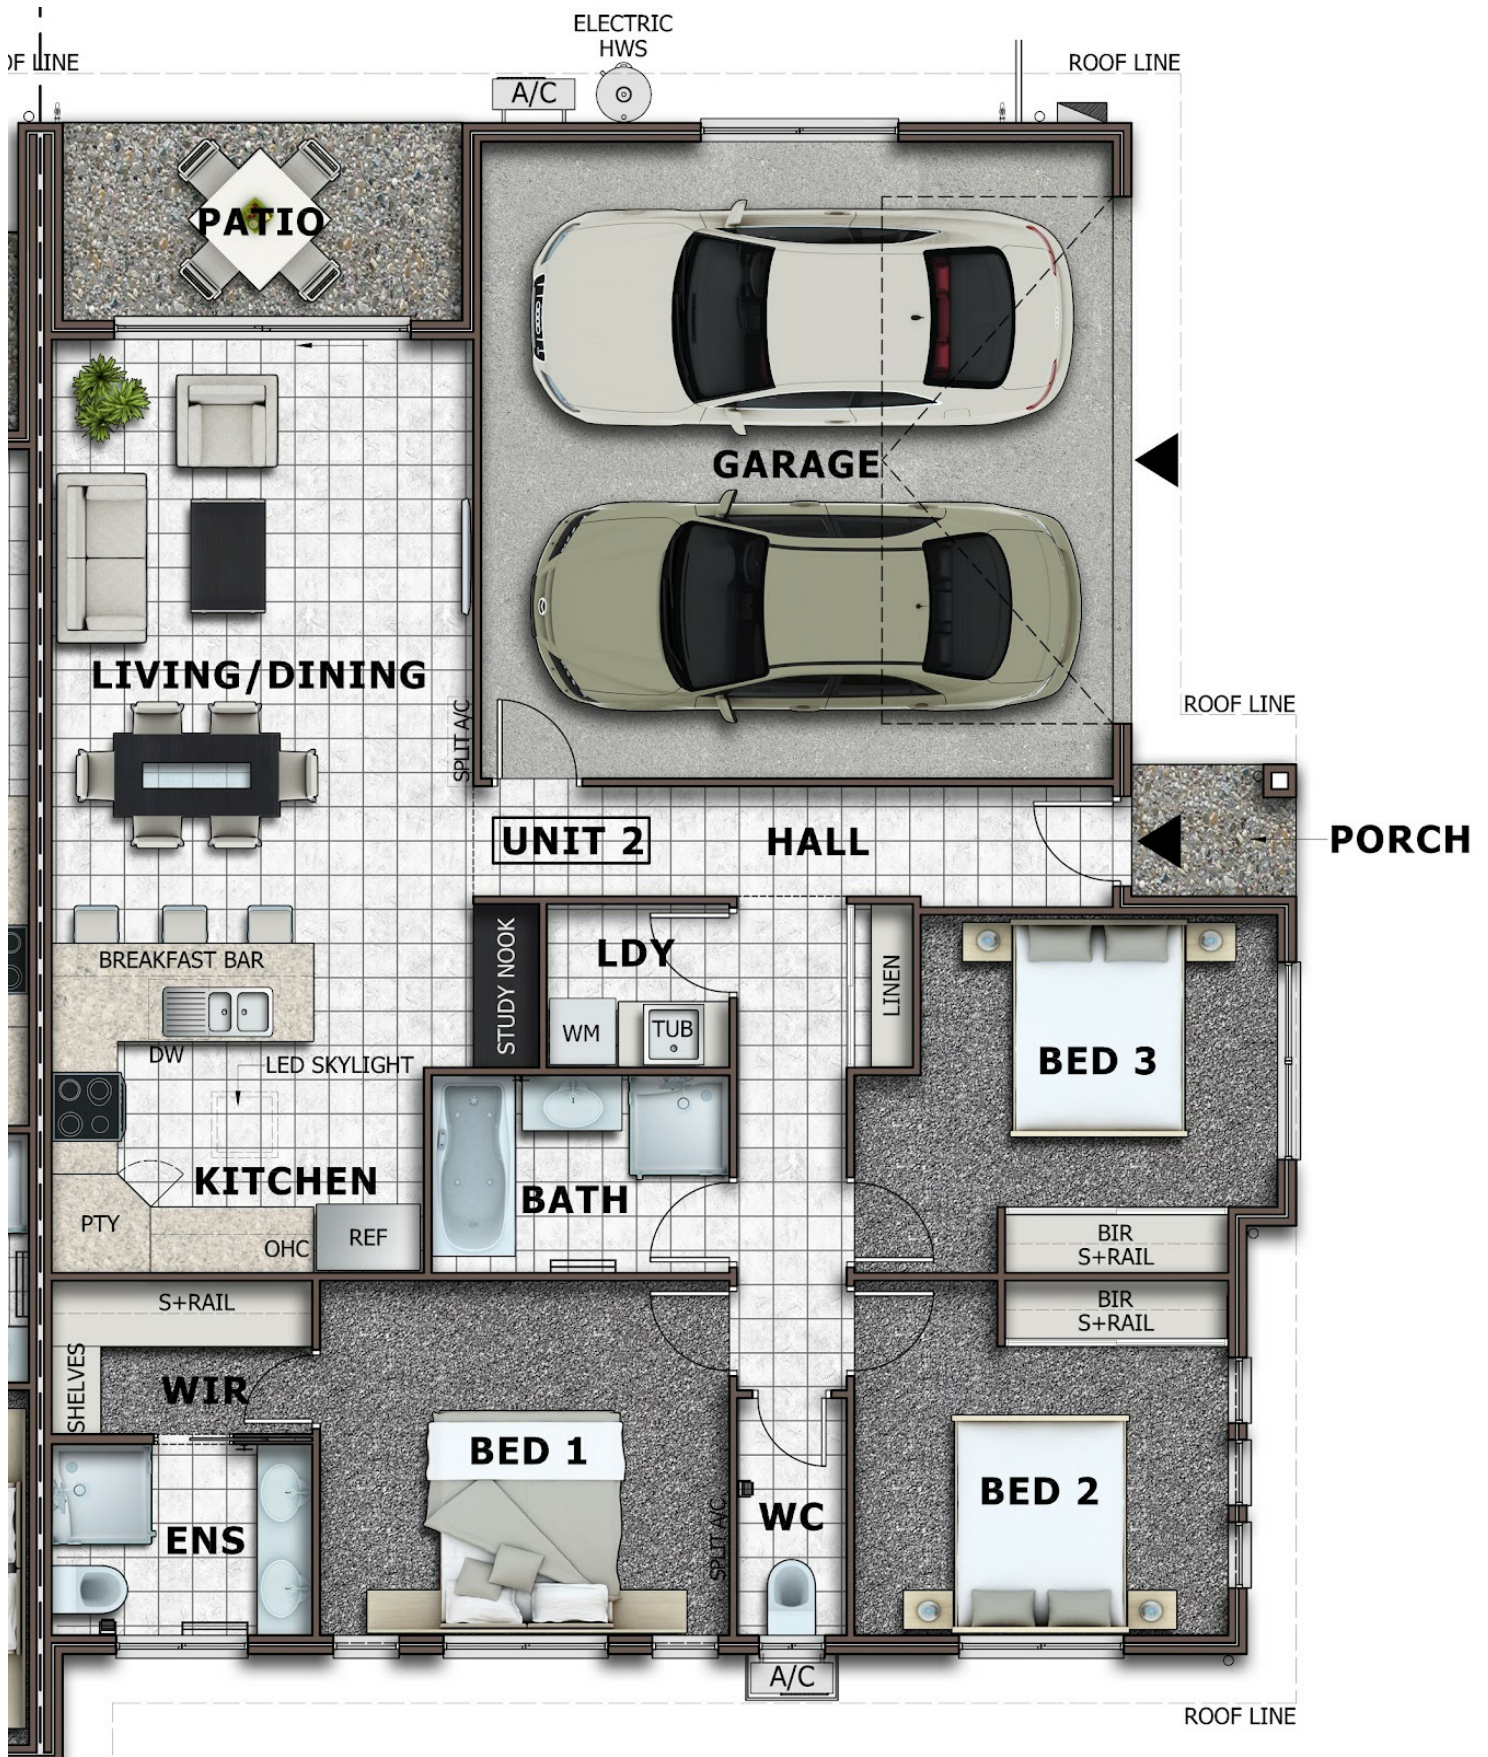 ELECTRIC
HWS
OF LINE
ROOF LINE
A/C
PATIO
GARAGE
LIVING/DINING
SPLIT A/C
ROOF LINE
UNIT 2
HALL
PORCH
BREAKFAST BAR
STUDY NOOK
LDY
LINEN
WM
TUB
DW
LED SKYLIGHT
BED 3
KITCHEN
BATH
PTY
OHC
REF
BIR
S+RAIL
S+RAIL
BIR
S+RAIL
SHELVES
WIR
BED 1
BED 2
SPLIT A/C
WC
ENS
A/C
ROOF LINE